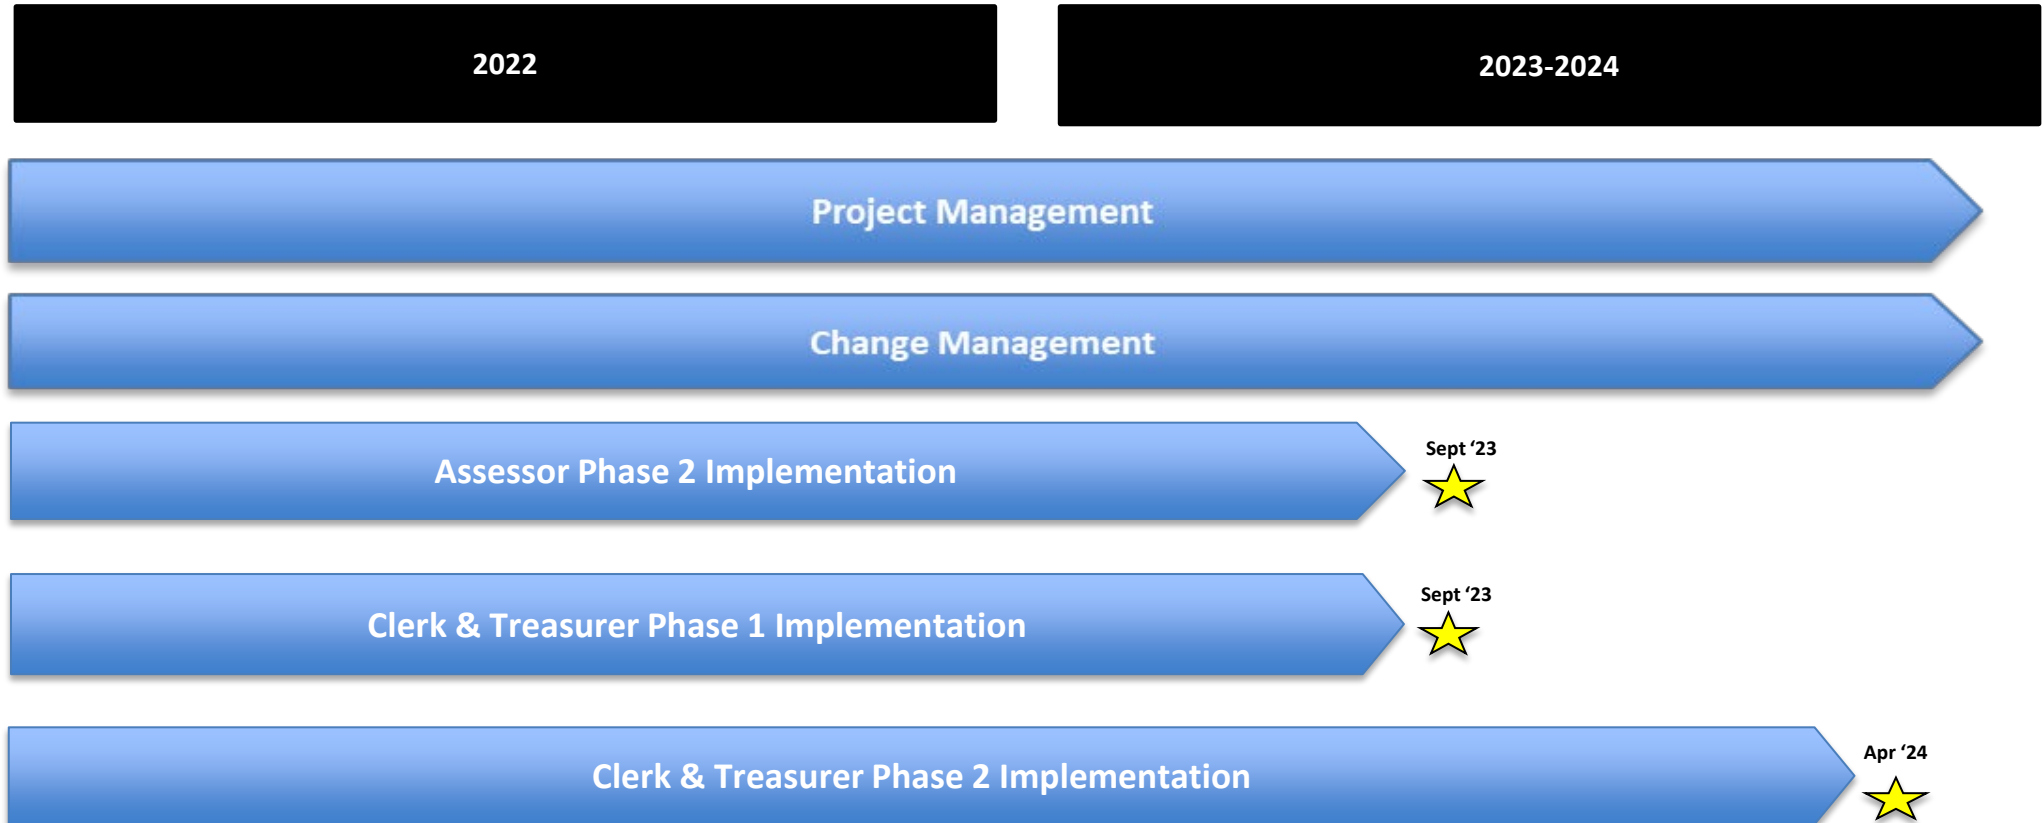 2022
2023-2024
Project Management
Change Management
Assessor Phase 2 Implementation
Sept ‘23
Clerk & Treasurer Phase 1 Implementation
Sept ‘23
Clerk & Treasurer Phase 2 Implementation
Apr ‘24